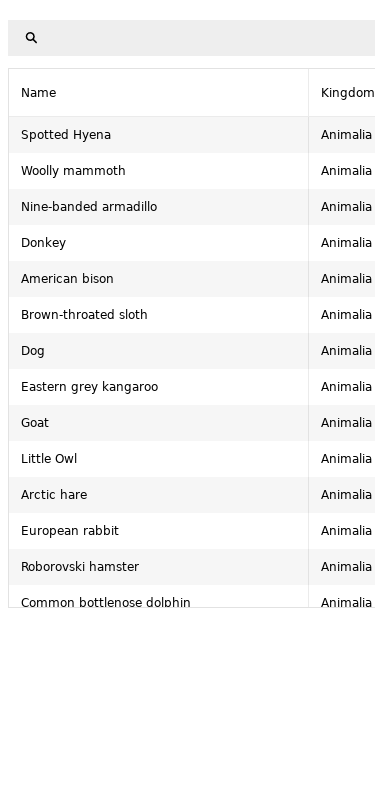 Name Kingdom
Spotted Hyena Animalia
Woolly mammoth Animalia
Nine-banded armadillo Animalia
Donkey Animalia
American bison Animalia
Brown-throated sloth Animalia
Dog Animalia
Eastern grey kangaroo Animalia
Goat Animalia
Little Owl Animalia
Arctic hare Animalia
European rabbit Animalia
Roborovski hamster Animalia
Common bottlenose dolphin Animalia